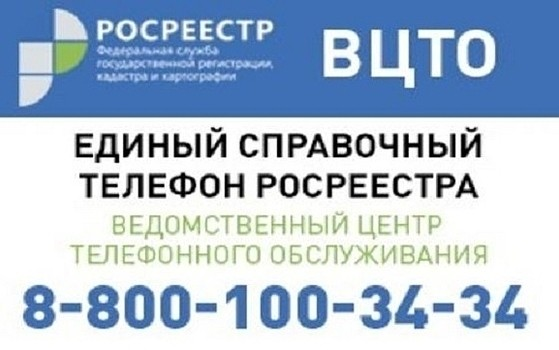 РОСРЕЕСТР
Федеральная служба
государственной регистрации,
кадастра и картографии
ВЦТО
ЕДИНЫЙ СПРАВОЧНЫЙ
ТЕЛЕФОН РОСРЕЕСТРА
ВЕДОМСТВЕННЫЙ ЦЕНТР
ТЕЛЕФОННОГО ОБСЛУЖИВАНИЯ
8-800-100-34-34